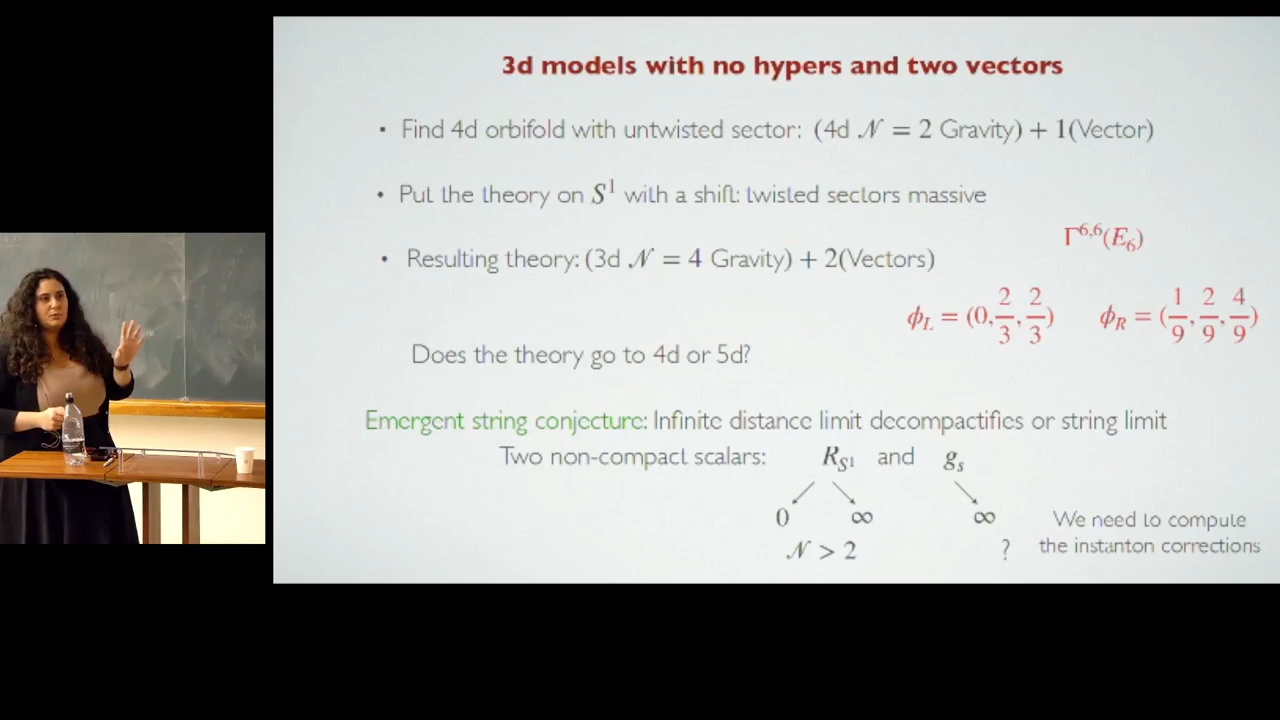 3d models with no hypers and two vectors
• Find 4d orbifold with untwisted sector: (4d 𝒩 = 2 Gravity) + 1(Vector)
• Put the theory on S¹ with a shift: twisted sectors massive
Γ⁶,⁶(E₆)
• Resulting theory: (3d 𝒩 = 4 Gravity) + 2(Vectors)
ϕ_L = (0, 2/3, 2/3) ϕ_R = (1/9, 2/9, 4/9)
Does the theory go to 4d or 5d?
Emergent string conjecture: Infinite distance limit decompactifies or string limit
Two non-compact scalars: R_S¹ and g_s
0 ∞ ∞ We need to compute
𝒩 > 2 ? the instanton corrections